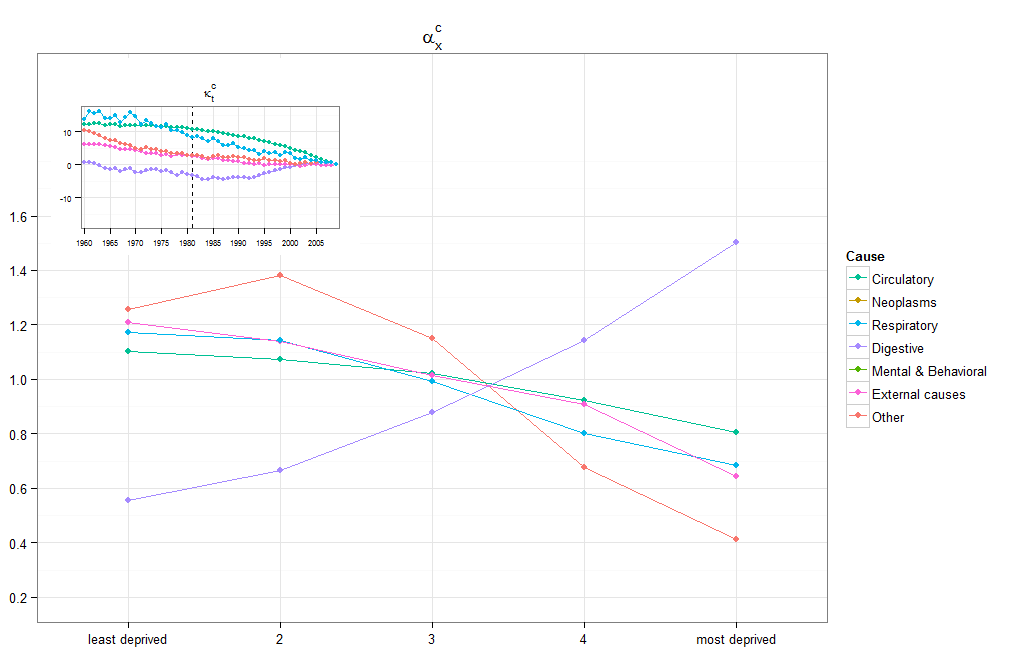 α_x^c
κ_t^c
10
0
-10
1960 1965 1970 1975 1980 1985 1990 1995 2000 2005
1.6
1.4
1.2
1.0
0.8
0.6
0.4
0.2
least deprived 2 3 4 most deprived
Cause
Circulatory
Neoplasms
Respiratory
Digestive
Mental & Behavioral
External causes
Other